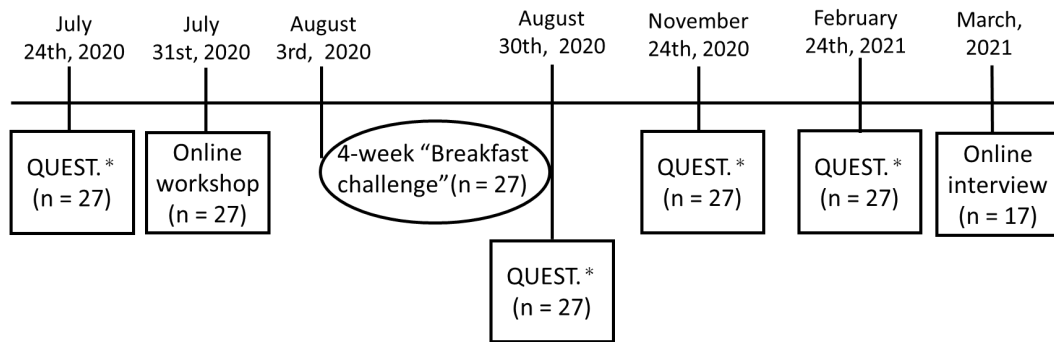 July
24th, 2020
July
31st, 2020
August
3rd, 2020
August
30th, 2020
November
24th, 2020
February
24th, 2021
March,
2021
QUEST.*
(n = 27)
Online
workshop
(n = 27)
4-week “Breakfast
challenge”(n = 27)
QUEST.*
(n = 27)
QUEST.*
(n = 27)
QUEST.*
(n = 27)
Online
interview
(n = 17)